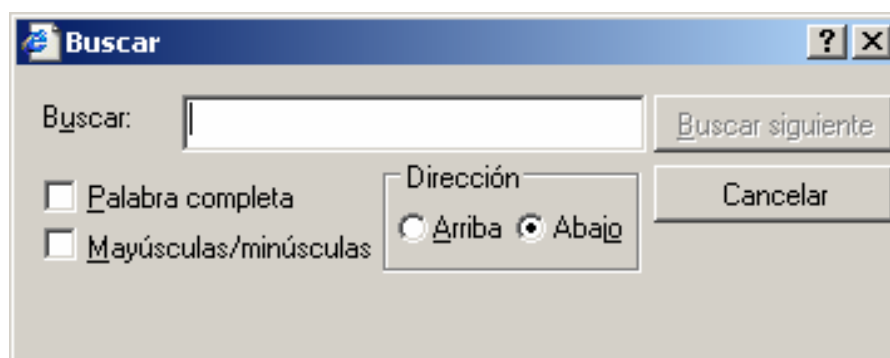 Buscar
Buscar:
Buscar siguiente
Palabra completa
Dirección
Cancelar
Arriba Abajo
Mayúsculas/minúsculas